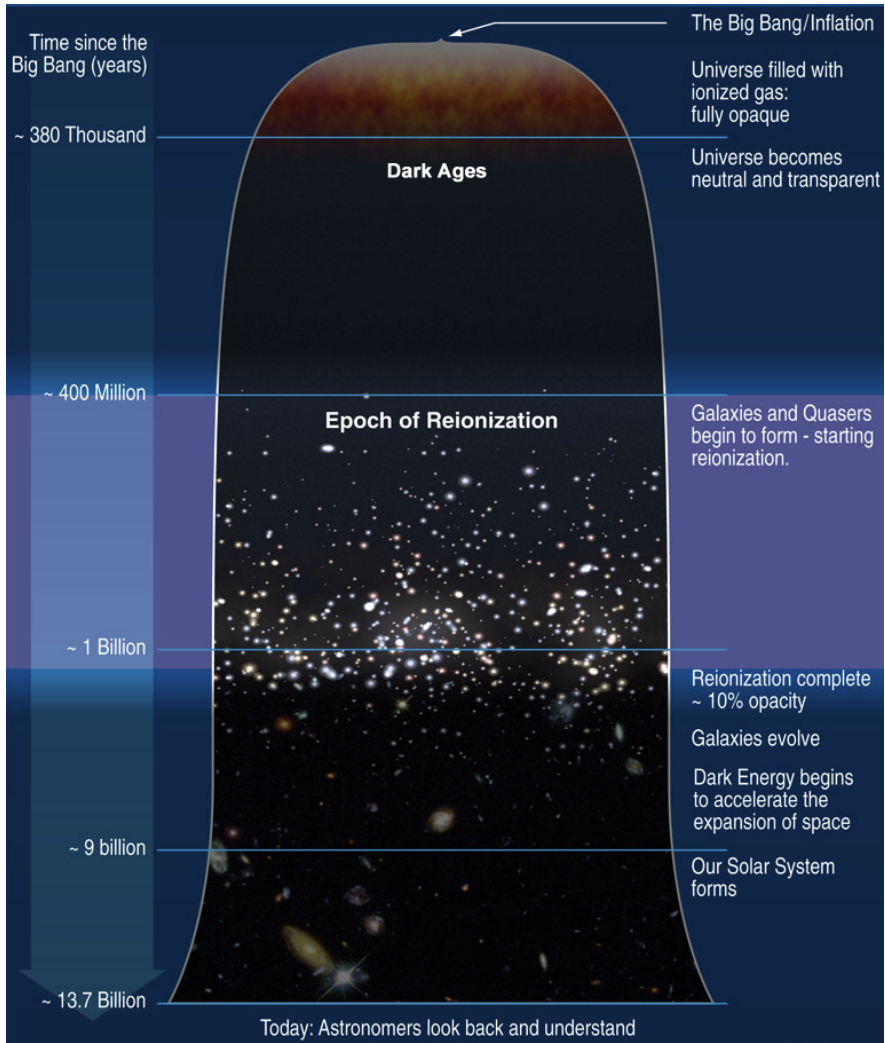 The Big Bang/Inflation
Time since the
Big Bang (years)
Universe filled with
ionized gas:
fully opaque
~ 380 Thousand
Universe becomes
neutral and transparent
Dark Ages
~ 400 Million
Epoch of Reionization
Galaxies and Quasers
begin to form - starting
reionization.
~ 1 Billion
Reionization complete
~ 10% opacity
Galaxies evolve
Dark Energy begins
to accelerate the
expansion of space
~ 9 billion
Our Solar System
forms
~ 13.7 Billion
Today: Astronomers look back and understand